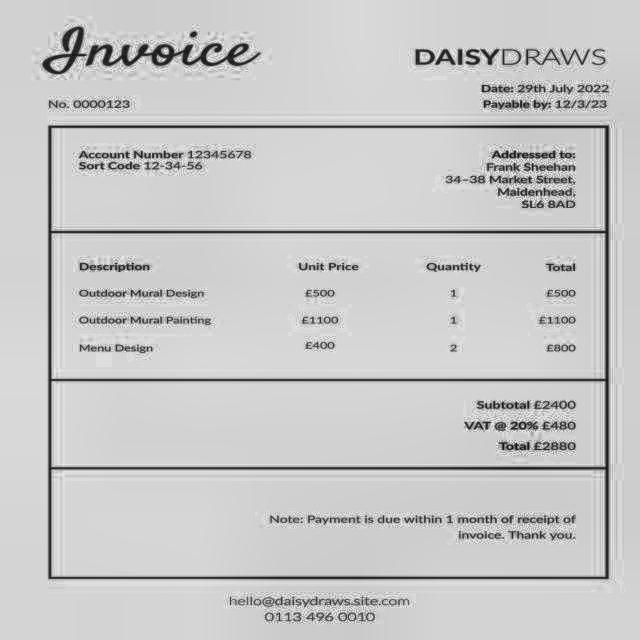 Invoice
DAISYDRAWS
Date: 29th July 2022
No. 0000123
Payable by: 12/3/23
Account Number 12345678
Sort Code 12-34-56
Addressed to:
Frank Sheehan
34–38 Market Street,
Maidenhead,
SL6 8AD
Description Unit Price Quantity Total
Outdoor Mural Design £500 1 £500
Outdoor Mural Painting £1100 1 £1100
Menu Design £400 2 £800
Subtotal £2400
VAT @ 20% £480
Total £2880
Note: Payment is due within 1 month of receipt of
invoice. Thank you.
hello@daisydraws.site.com
0113 496 0010